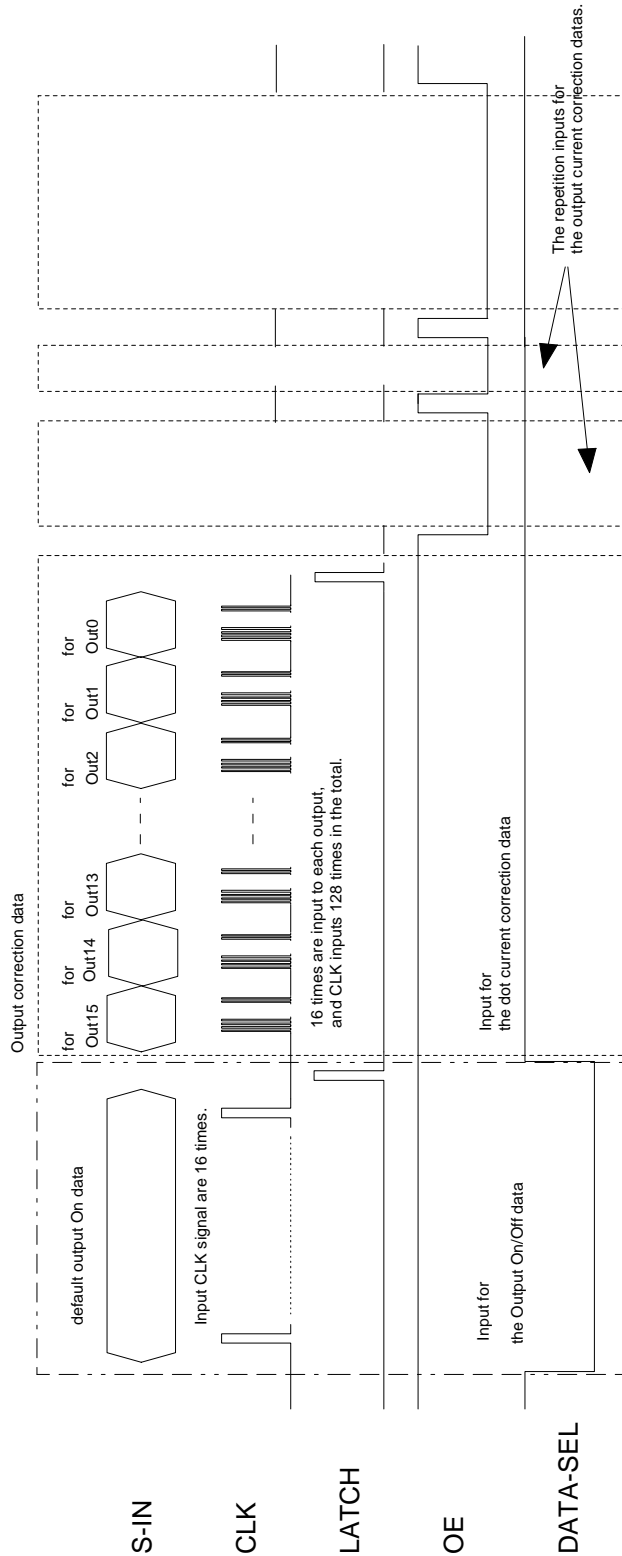 Output correction data
default output On data
for
Out15
for
Out14
for
Out13
for
Out2
for
Out1
for
Out0
S-IN
Input CLK signal are 16 times.
CLK
16 times are input to each output,
and CLK inputs 128 times in the total.
LATCH
Input for
the Output On/Off data
Input for
the dot current correction data
OE
The repetition inputs for
the output current correction datas.
DATA-SEL